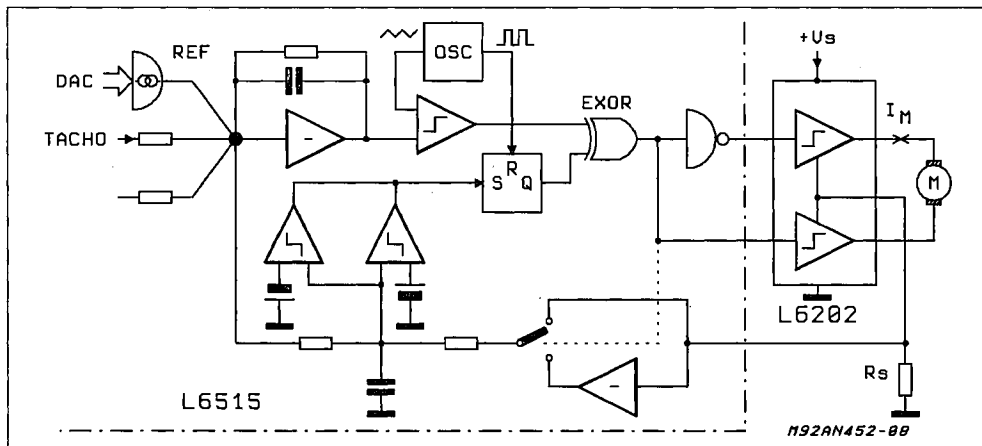 REF
DAC
TACHO
OSC
EXOR
S R Q
+Vs
I M
M
L6202
Rs
L6515
M92AN452-08